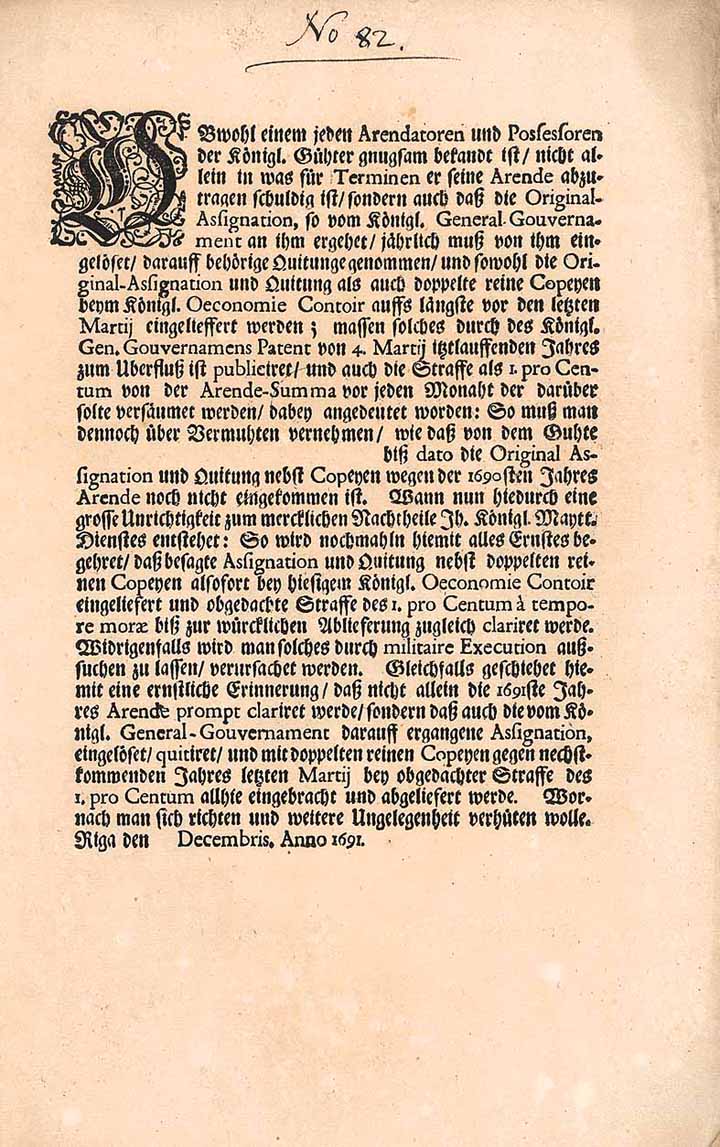 No 82.
OBwohl einem jeden Arendatoren und Possessoren
der Königl. Gühter gnugsam bekandt ist/ nicht al-
lein in was für Terminen er seine Arende abzu-
tragen schuldig ist/ sondern auch daß die Original-
Assignation, so vom Königl. General-Gouverna-
ment an ihm ergehet/ jährlich muß von ihm ein-
gelöset/ darauff behörige Quitunge genommen/ und sowohl die Ori-
ginal-Assignation und Quitung als auch doppelte reine Copeyen
beym Königl. Oeconomie Contoir auffs längste vor den letzten
Martij eingelieffert werden; massen solches durch des Königl.
Gen. Gouvernamens Patent von 4. Martij itztlauffenden Jahres
zum Uberfluß ist publiciret/ und auch die Straffe als 1. pro Cen-
tum von der Arende-Summa vor jeden Monaht der darüber
solte versäumet werden/ dabey angedeutet worden: So muß man
dennoch über Vermuhten vernehmen/ wie daß von dem Guhte
biß dato die Original As-
signation und Quitung nebst Copeyen wegen der 1690sten Jahres
Arende noch nicht eingekommen ist. Wann nun hiedurch eine
grosse Unrichtigkeit zum mercklichen Nachtheile Ih. Königl. Maytt.
Dienstes entstehet: So wird nochmahln hiemit alles Ernstes be-
gehret/ daß besagte Assignation und Quitung nebst doppelten rei-
nen Copeyen alsofort bey hiesigem Königl. Oeconomie Contoir
eingeliefert und obgedachte Straffe des 1. pro Centum à tempo-
re moræ biß zur würcklichen Ablieferung zugleich clariret werde.
Widrigenfalls wird man solches durch militaire Execution auß-
suchen zu lassen/ verursachet werden. Gleichfalls geschiehet hie-
mit eine ernstliche Erinnerung/ daß nicht allein die 1691ste Jah-
res Arende prompt clariret werde/ sondern daß auch die vom Kö-
nigl. General-Gouvernament darauff ergangene Assignation,
eingelöset/ quitiret/ und mit doppelten reinen Copeyen gegen nechst-
kommenden Jahres letzten Martij bey obgedachter Straffe des
1. pro Centum allhie eingebracht und abgeliefert werde. Wor-
nach man sich richten und weitere Ungelegenheit verhüten wolle.
Riga den Decembris. Anno 1691.